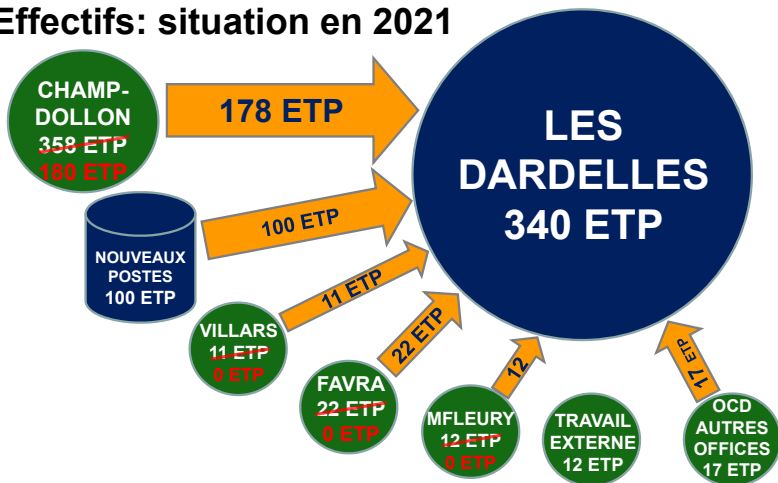 Effectifs: situation en 2021
CHAMP-
DOLLON
358 ETP
180 ETP
178 ETP
LES
DARDELLES
340 ETP
NOUVEAUX
POSTES
100 ETP
100 ETP
VILLARS
11 ETP
0 ETP
11 ETP
FAVRA
22 ETP
0 ETP
22 ETP
MFLEURY
12 ETP
0 ETP
12
TRAVAIL
EXTERNE
12 ETP
OCD
AUTRES
OFFICES
17 ETP
17 ETP